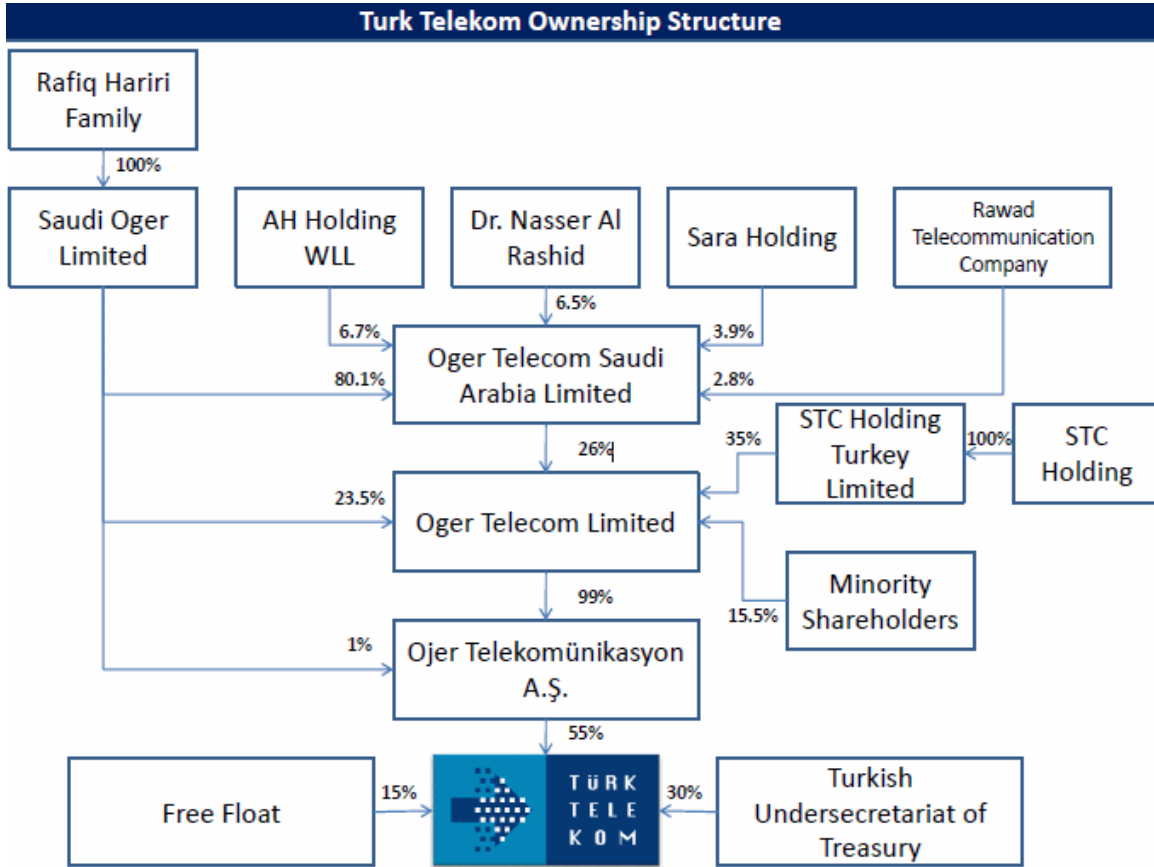 Turk Telekom Ownership Structure
Rafiq Hariri
Family
100%
Saudi Oger
Limited
AH Holding
WLL
Dr. Nasser Al
Rashid
Sara Holding
Rawad
Telecommunication
Company
6.5%
6.7%
3.9%
Oger Telecom Saudi
Arabia Limited
80.1%
2.8%
26%
35%
STC Holding
Turkey
Limited
100%
STC
Holding
23.5%
Oger Telecom Limited
99%
15.5%
Minority
Shareholders
1%
Ojer Telekomünikasyon
A.Ş.
55%
Free Float
15%
TüRK
TELE
KOM
30%
Turkish
Undersecretariat of
Treasury